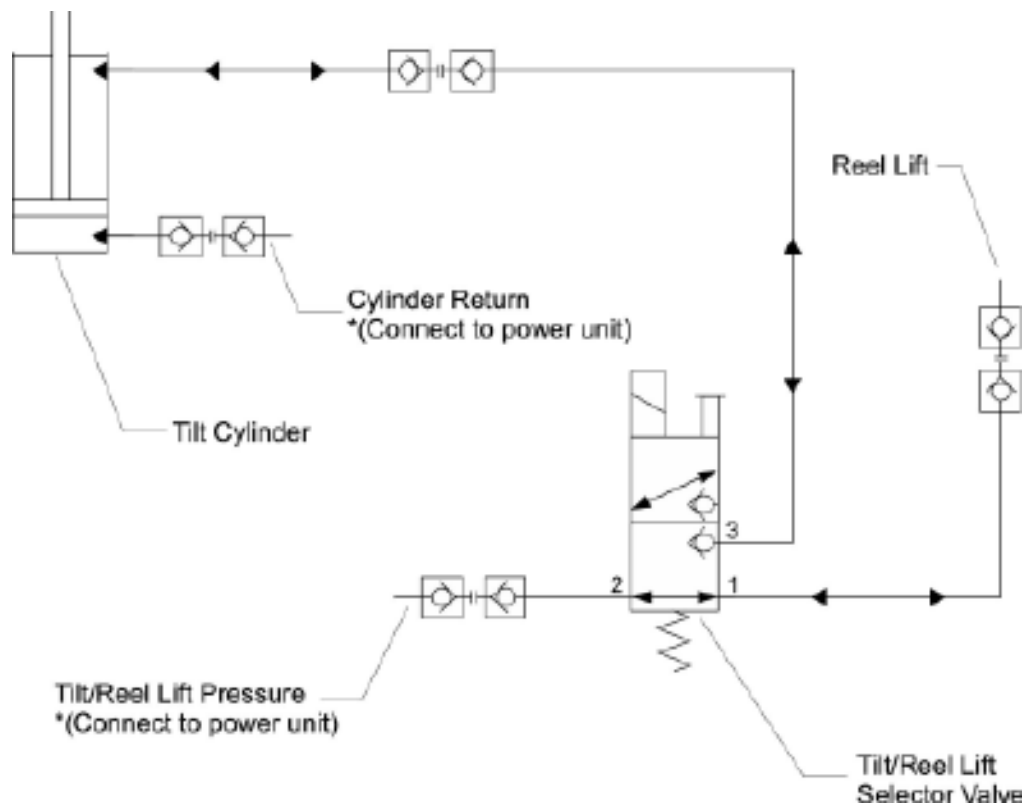 Reel Lift
Cylinder Return
*(Connect to power unit)
Tilt Cylinder
3
2
1
Tilt/Reel Lift Pressure
*(Connect to power unit)
Tilt/Reel Lift
Selector Valve